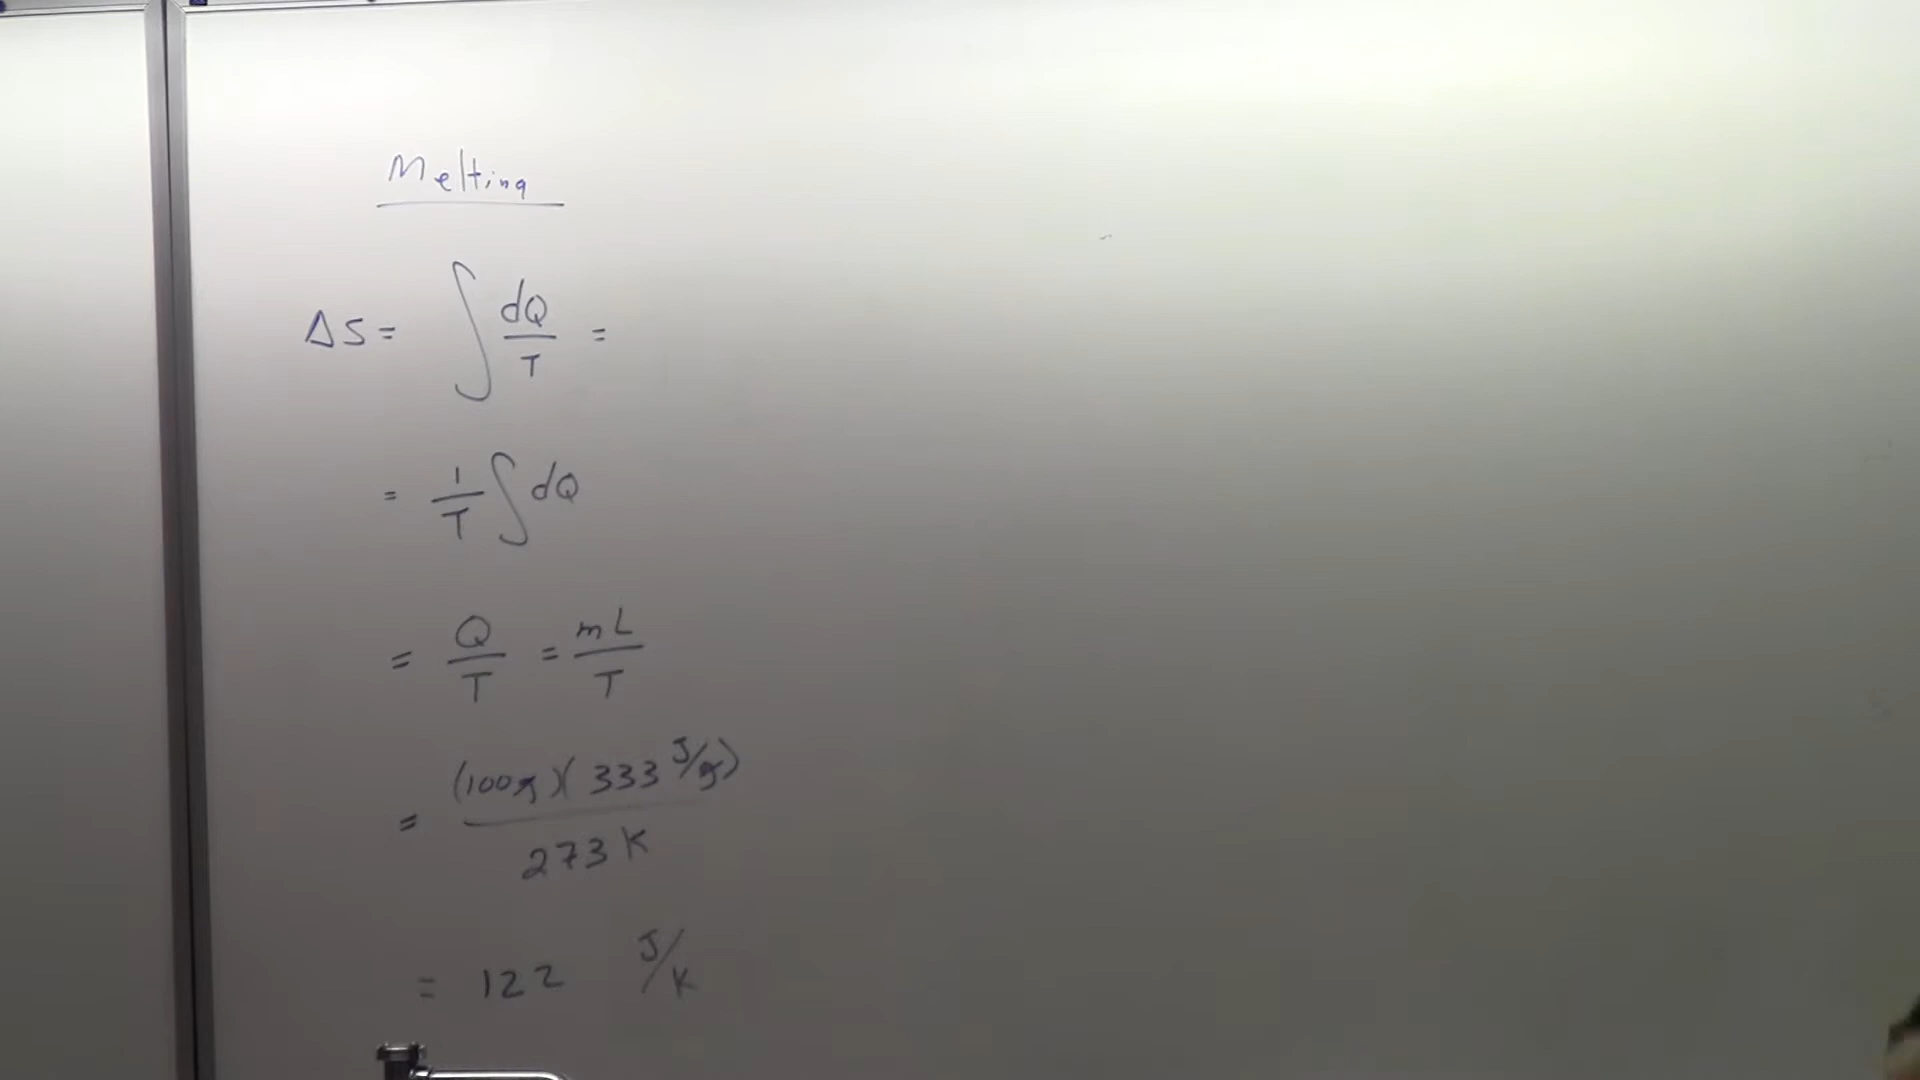 Melting
ΔS = ∫ dQ/T =
= 1/T ∫ dQ
= Q/T = mL/T
= (100g)(333 J/g) / 273 K
= 122 J/K